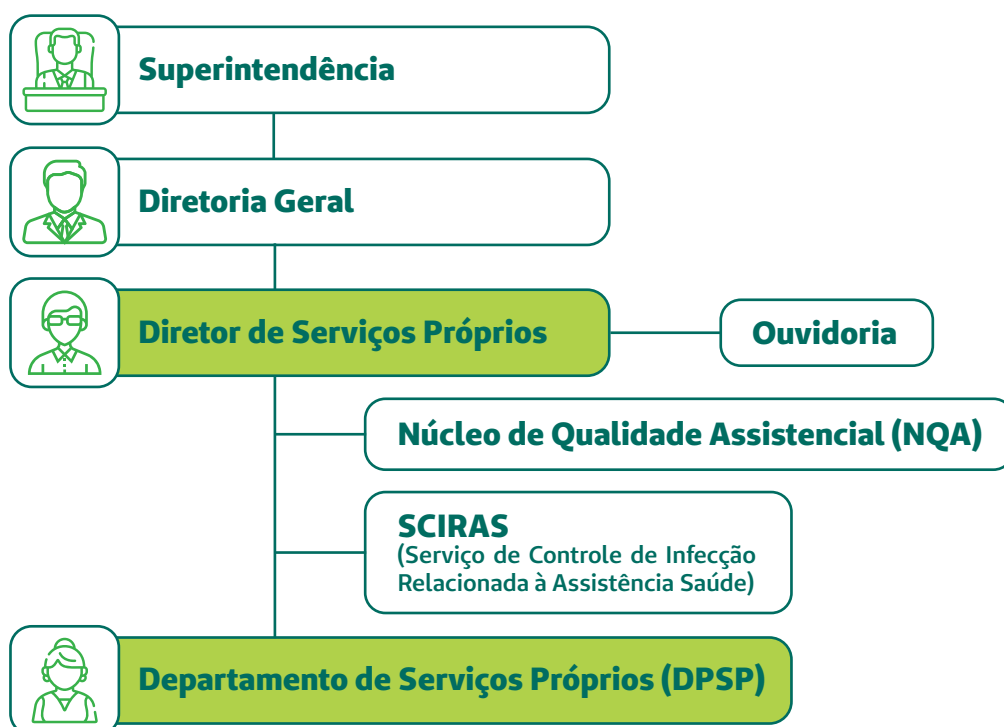 Superintendência
Diretoria Geral
Diretor de Serviços Próprios
Ouvidoria
Núcleo de Qualidade Assistencial (NQA)
SCIRAS
(Serviço de Controle de Infecção
Relacionada à Assistência Saúde)
Departamento de Serviços Próprios (DPSP)